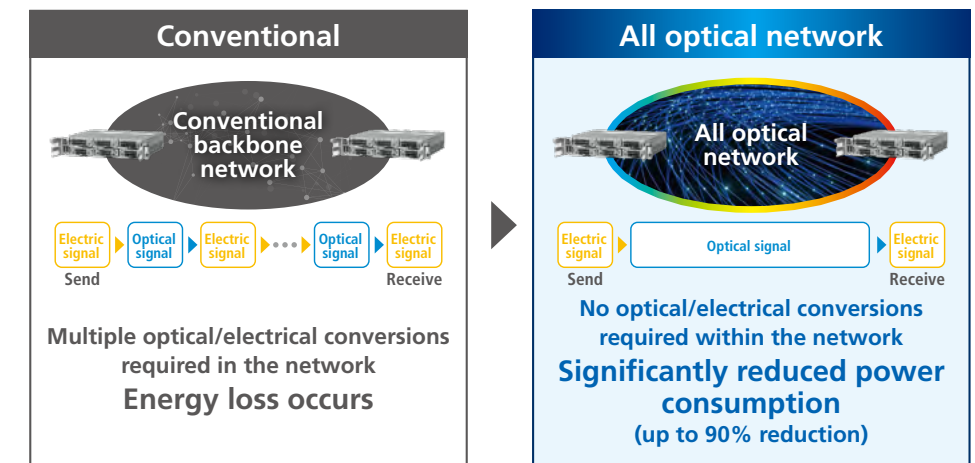 Conventional
Conventional
backbone
network
Electric
signal
Optical
signal
Electric
signal
Optical
signal
Electric
signal
Send
Receive
Multiple optical/electrical conversions
required in the network
Energy loss occurs
All optical network
All optical
network
Electric
signal
Optical signal
Electric
signal
Send
Receive
No optical/electrical conversions
required within the network
Significantly reduced power
consumption
(up to 90% reduction)